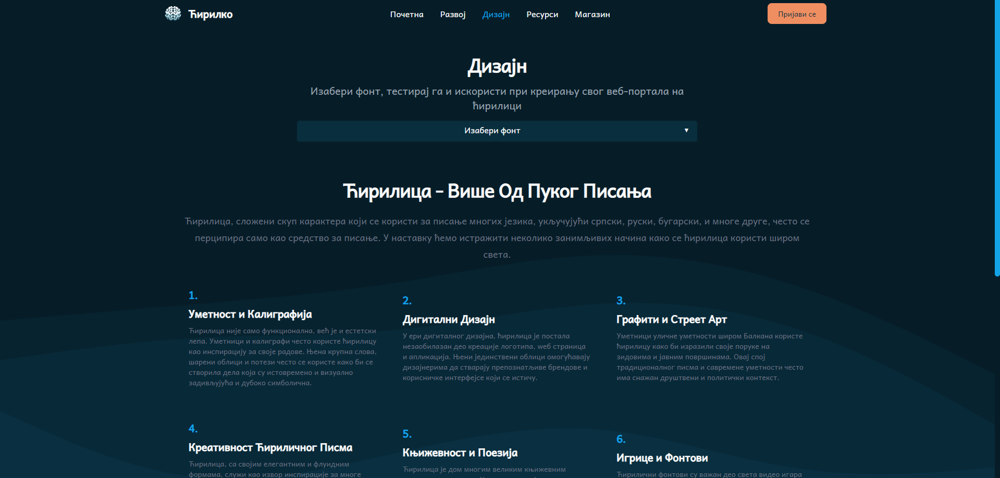 Ћирилко
Почетна
Развој
Дизајн
Ресурси
Магазин
Пријави се
Дизајн
Изабери фонт, тестирај га и искористи при креирању свог веб-портала на
ћирилици
Изабери фонт
Ћирилица – Више Од Пуког Писања
Ћирилица, сложени скуп карактера који се користи за писање многих језика, укључујући српски, руски, бугарски, и многе друге, често се
перципира само као средство за писање. У наставку ћемо истражити неколико занимљивих начина како се ћирилица користи широм
света.
1.
Уметност и Калиграфија
Ћирилица није само функционална, већ је и естетски
лепа. Уметници и калиграфи често користе ћирилицу
као инспирацију за своје радове. Њена крупна слова,
шарени облици и потези често се користе како би се
створила дела која су истовремено и визуално
задивљујућа и дубоко симболична.
2.
Дигитални Дизајн
У ери дигиталног дизајна, ћирилица је постала
незаобилазан део креације логотипа, wеб страница
и апликација. Њени јединствени облици омогућавају
дизајнерима да стварају препознатљиве брендове и
корисничке интерфејсе који се истичу.
3.
Графити и Стреет Арт
Уметници уличне уметности широм Балкана користе
ћирилицу како би изразили своје поруке на
зидовима и јавним површинама. Овај спој
традиционалног писма и савремене уметности често
има снажан друштвени и политички контекст.
4.
Креативност Ћириличног Писма
Ћирилица, са својим елегантним и флуидним
формама, служи као извор инспирације за многе
5.
Књижевност и Поезија
Ћирилица је дом многим великим књижевним
6.
Игрице и Фонтови
Ћирилични фонтови су важан део света видео игара